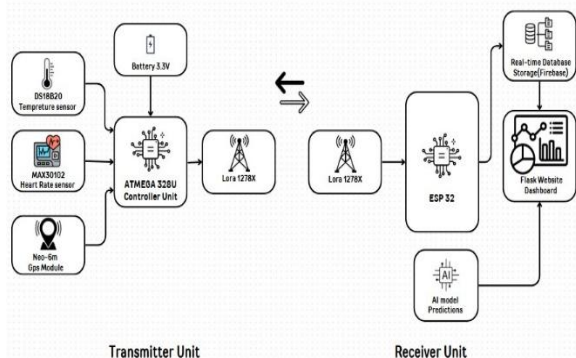 Battery 3.3V
DS18B20
Tempreture sensor
MAX30102
Heart Rate sensor
Neo-6m
Gps Module
ATMEGA 328U
Controller Unit
Lora 1278X
Transmitter Unit
Lora 1278X
ESP 32
Real-time Database
Storage(Firebase)
Flask Website
Dashboard
AI
AI model
Predictions
Receiver Unit